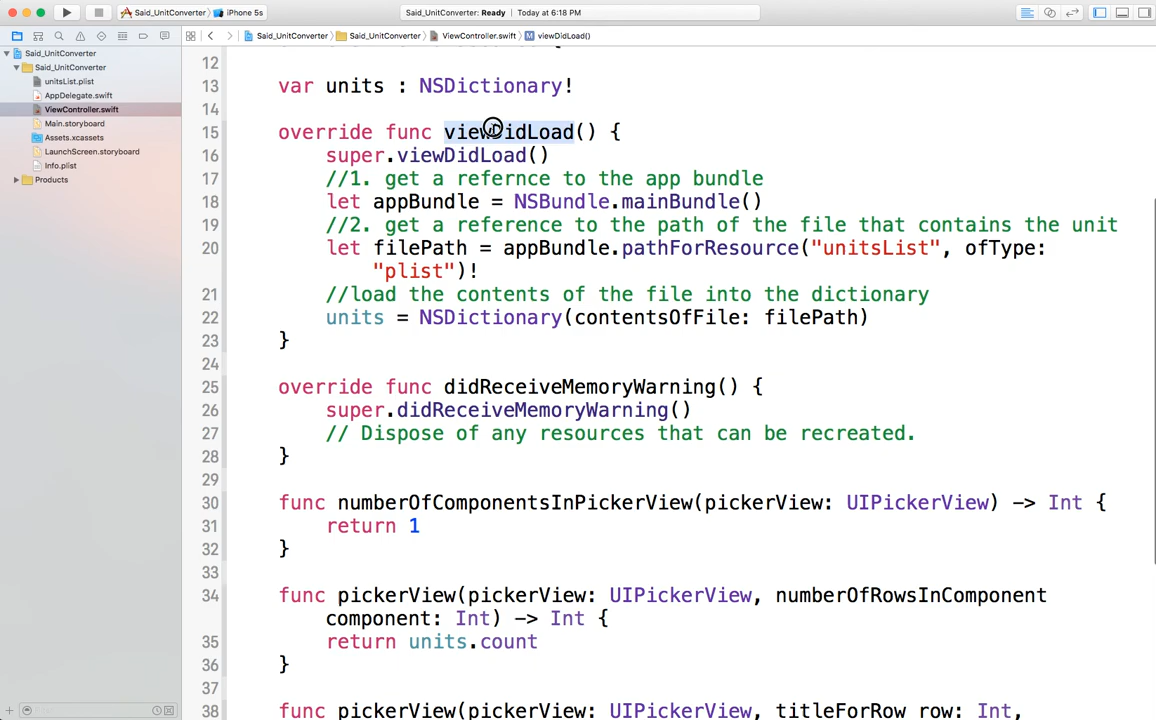 Said_UnitConverter
iPhone 5s
Said_UnitConverter: Ready
Today at 6:18 PM
Said_UnitConverter
Said_UnitConverter
ViewController.swift
M
viewDidLoad()
Said_UnitConverter
Said_UnitConverter
unitsList.plist
AppDelegate.swift
ViewController.swift
Main.storyboard
Assets.xcassets
LaunchScreen.storyboard
Info.plist
Products
12
13 var units : NSDictionary!
14
15 override func viewDidLoad() {
16 super.viewDidLoad()
17 //1. get a refernce to the app bundle
18 let appBundle = NSBundle.mainBundle()
19 //2. get a reference to the path of the file that contains the unit
20 let filePath = appBundle.pathForResource("unitsList", ofType:
"plist")!
21 //load the contents of the file into the dictionary
22 units = NSDictionary(contentsOfFile: filePath)
23 }
24
25 override func didReceiveMemoryWarning() {
26 super.didReceiveMemoryWarning()
27 // Dispose of any resources that can be recreated.
28 }
29
30 func numberOfComponentsInPickerView(pickerView: UIPickerView) -> Int {
31 return 1
32 }
33
34 func pickerView(pickerView: UIPickerView, numberOfRowsInComponent
component: Int) -> Int {
35 return units.count
36 }
37
38 func pickerView(pickerView: UIPickerView, titleForRow row: Int,